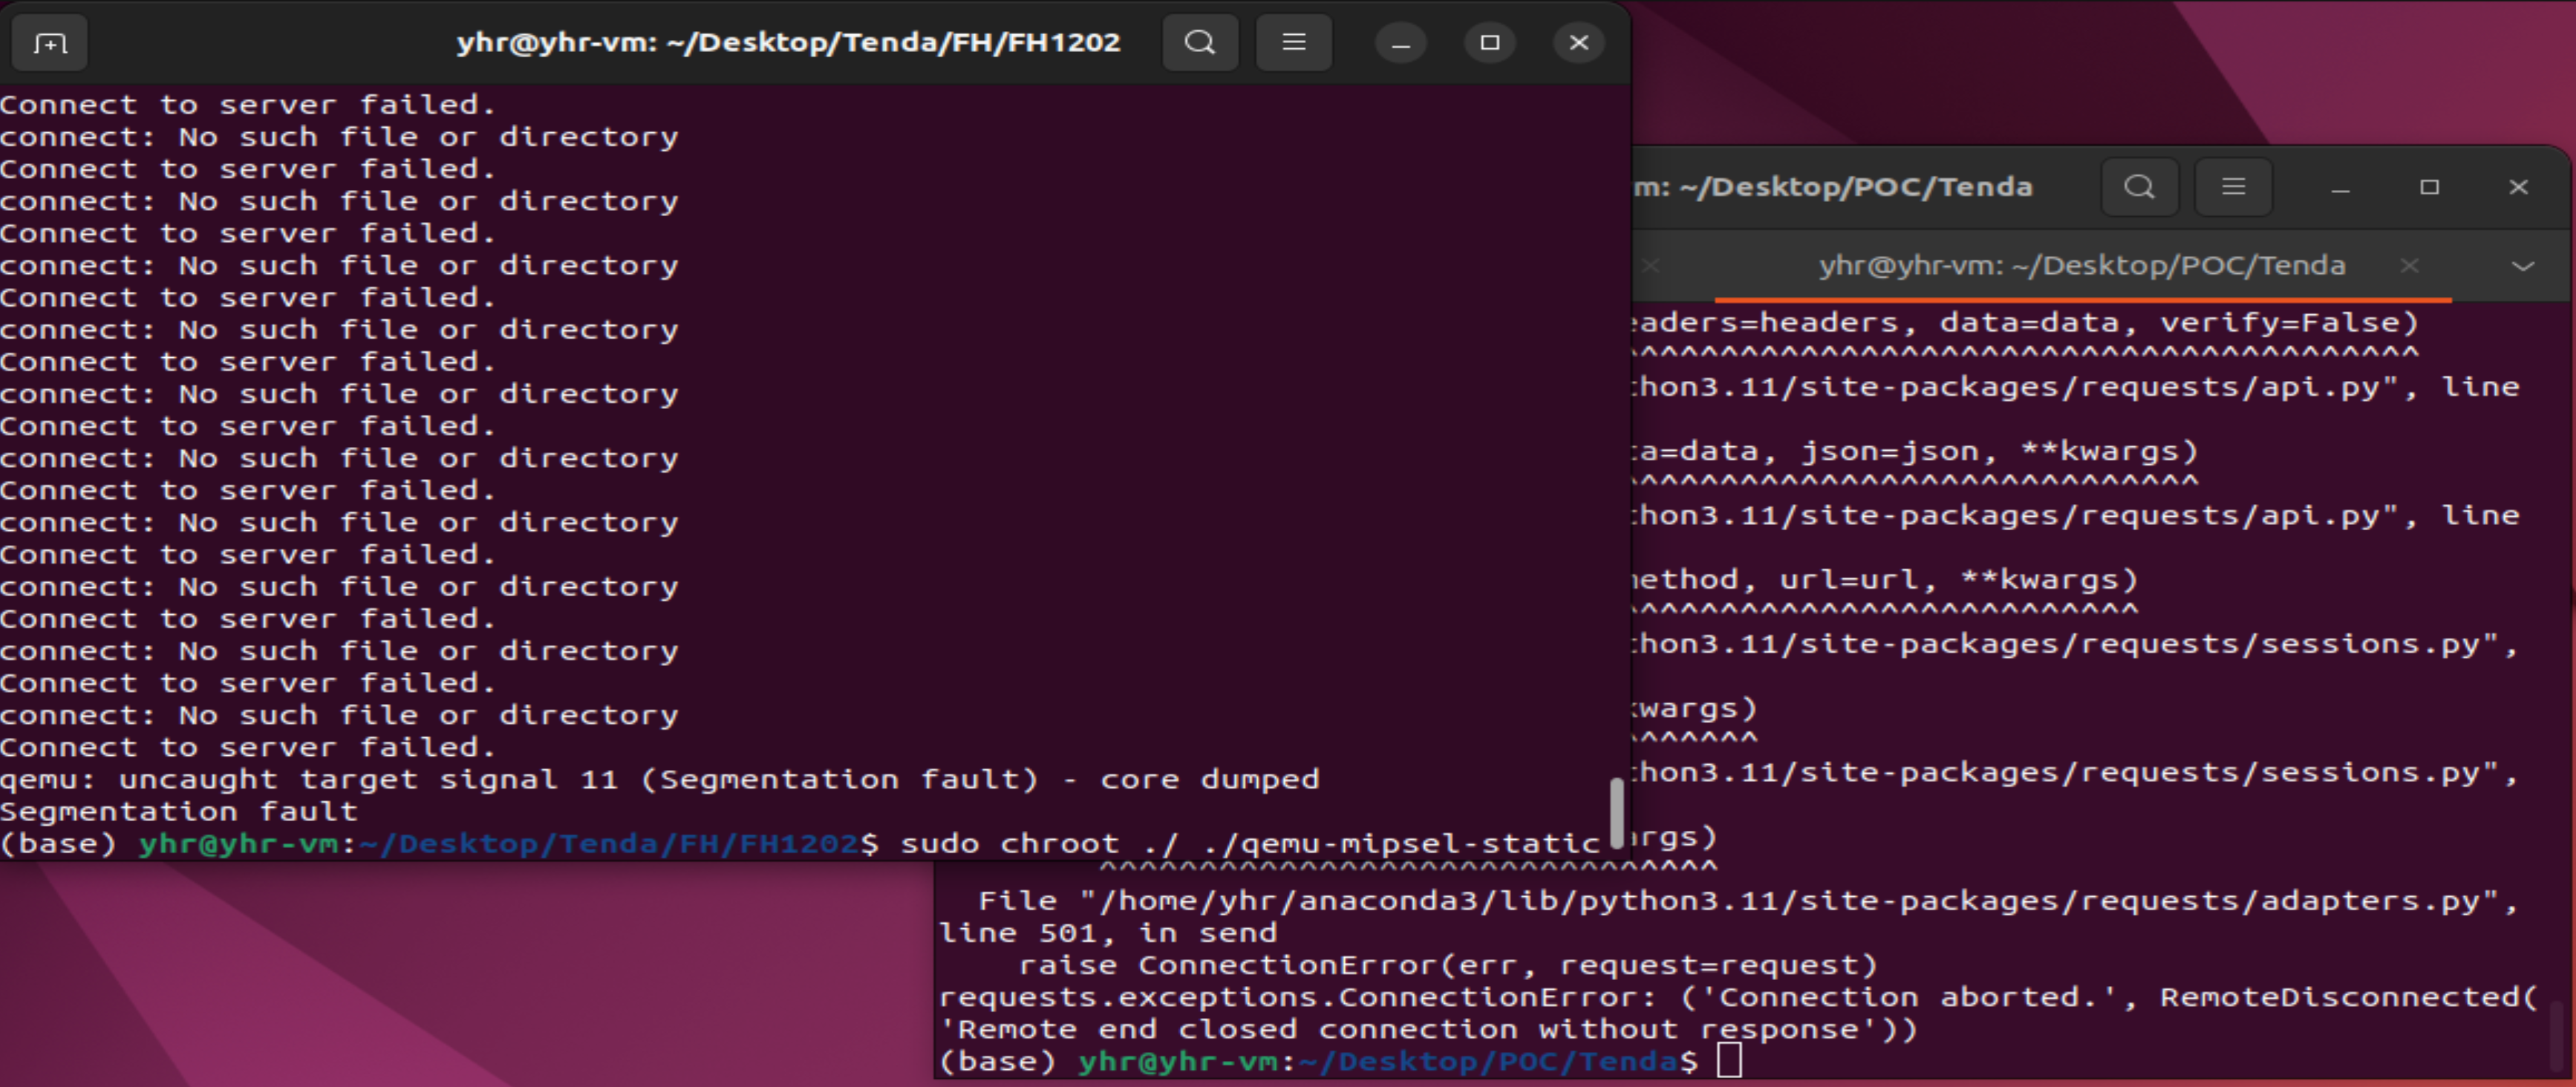 yhr@yhr-vm: ~/Desktop/Tenda/FH/FH1202
Connect to server failed.
connect: No such file or directory
Connect to server failed.
connect: No such file or directory
Connect to server failed.
connect: No such file or directory
Connect to server failed.
connect: No such file or directory
Connect to server failed.
connect: No such file or directory
Connect to server failed.
connect: No such file or directory
Connect to server failed.
connect: No such file or directory
Connect to server failed.
connect: No such file or directory
Connect to server failed.
connect: No such file or directory
Connect to server failed.
connect: No such file or directory
Connect to server failed.
qemu: uncaught target signal 11 (Segmentation fault) - core dumped
Segmentation fault
(base) yhr@yhr-vm:~/Desktop/Tenda/FH/FH1202$ sudo chroot ./ ./qemu-mipsel-static
m: ~/Desktop/POC/Tenda
yhr@yhr-vm: ~/Desktop/POC/Tenda
eaders=headers, data=data, verify=False)
^^^^^^^^^^^^^^^^^^^^^^^^^^^^^^^^^^^^^^^^
thon3.11/site-packages/requests/api.py", line
ta=data, json=json, **kwargs)
^^^^^^^^^^^^^^^^^^^^^^^^^^^^^
thon3.11/site-packages/requests/api.py", line
method, url=url, **kwargs)
^^^^^^^^^^^^^^^^^^^^^^^^^^
thon3.11/site-packages/requests/sessions.py",
kwargs)
^^^^^^^
thon3.11/site-packages/requests/sessions.py",
args)
^^^^^^^^^^^^^^^^^^^^^^^^^^^^^^^
File "/home/yhr/anaconda3/lib/python3.11/site-packages/requests/adapters.py",
line 501, in send
raise ConnectionError(err, request=request)
requests.exceptions.ConnectionError: ('Connection aborted.', RemoteDisconnected(
'Remote end closed connection without response'))
(base) yhr@yhr-vm:~/Desktop/POC/Tenda$